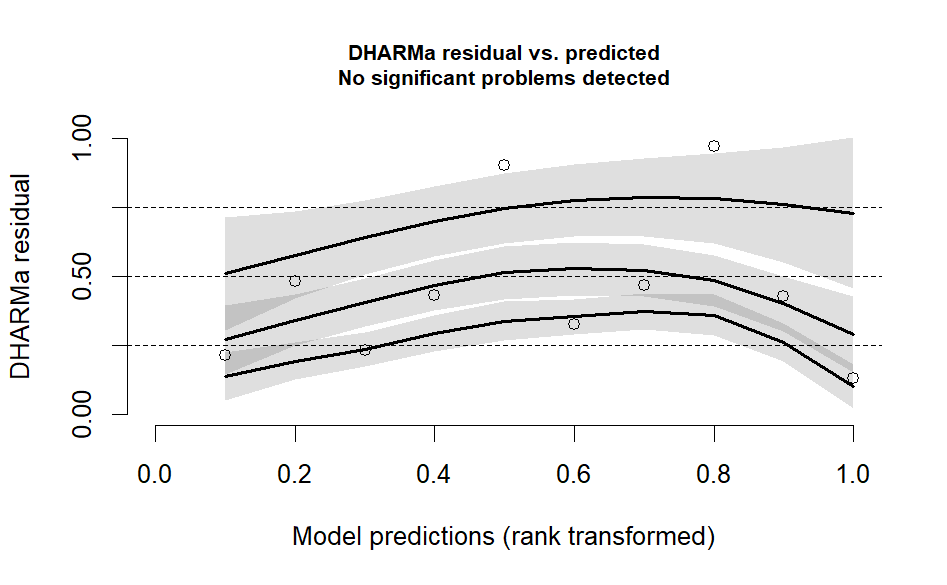 DHARMa residual vs. predicted
No significant problems detected
DHARMa residual
1.00
0.50
0.00
0.0 0.2 0.4 0.6 0.8 1.0
Model predictions (rank transformed)